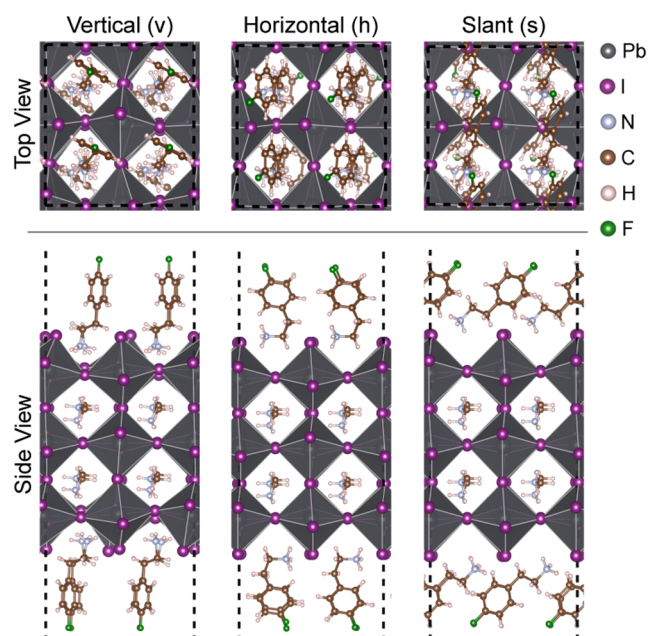 Vertical (v)
Horizontal (h)
Slant (s)
Top View
Pb
I
N
C
H
F
Side View